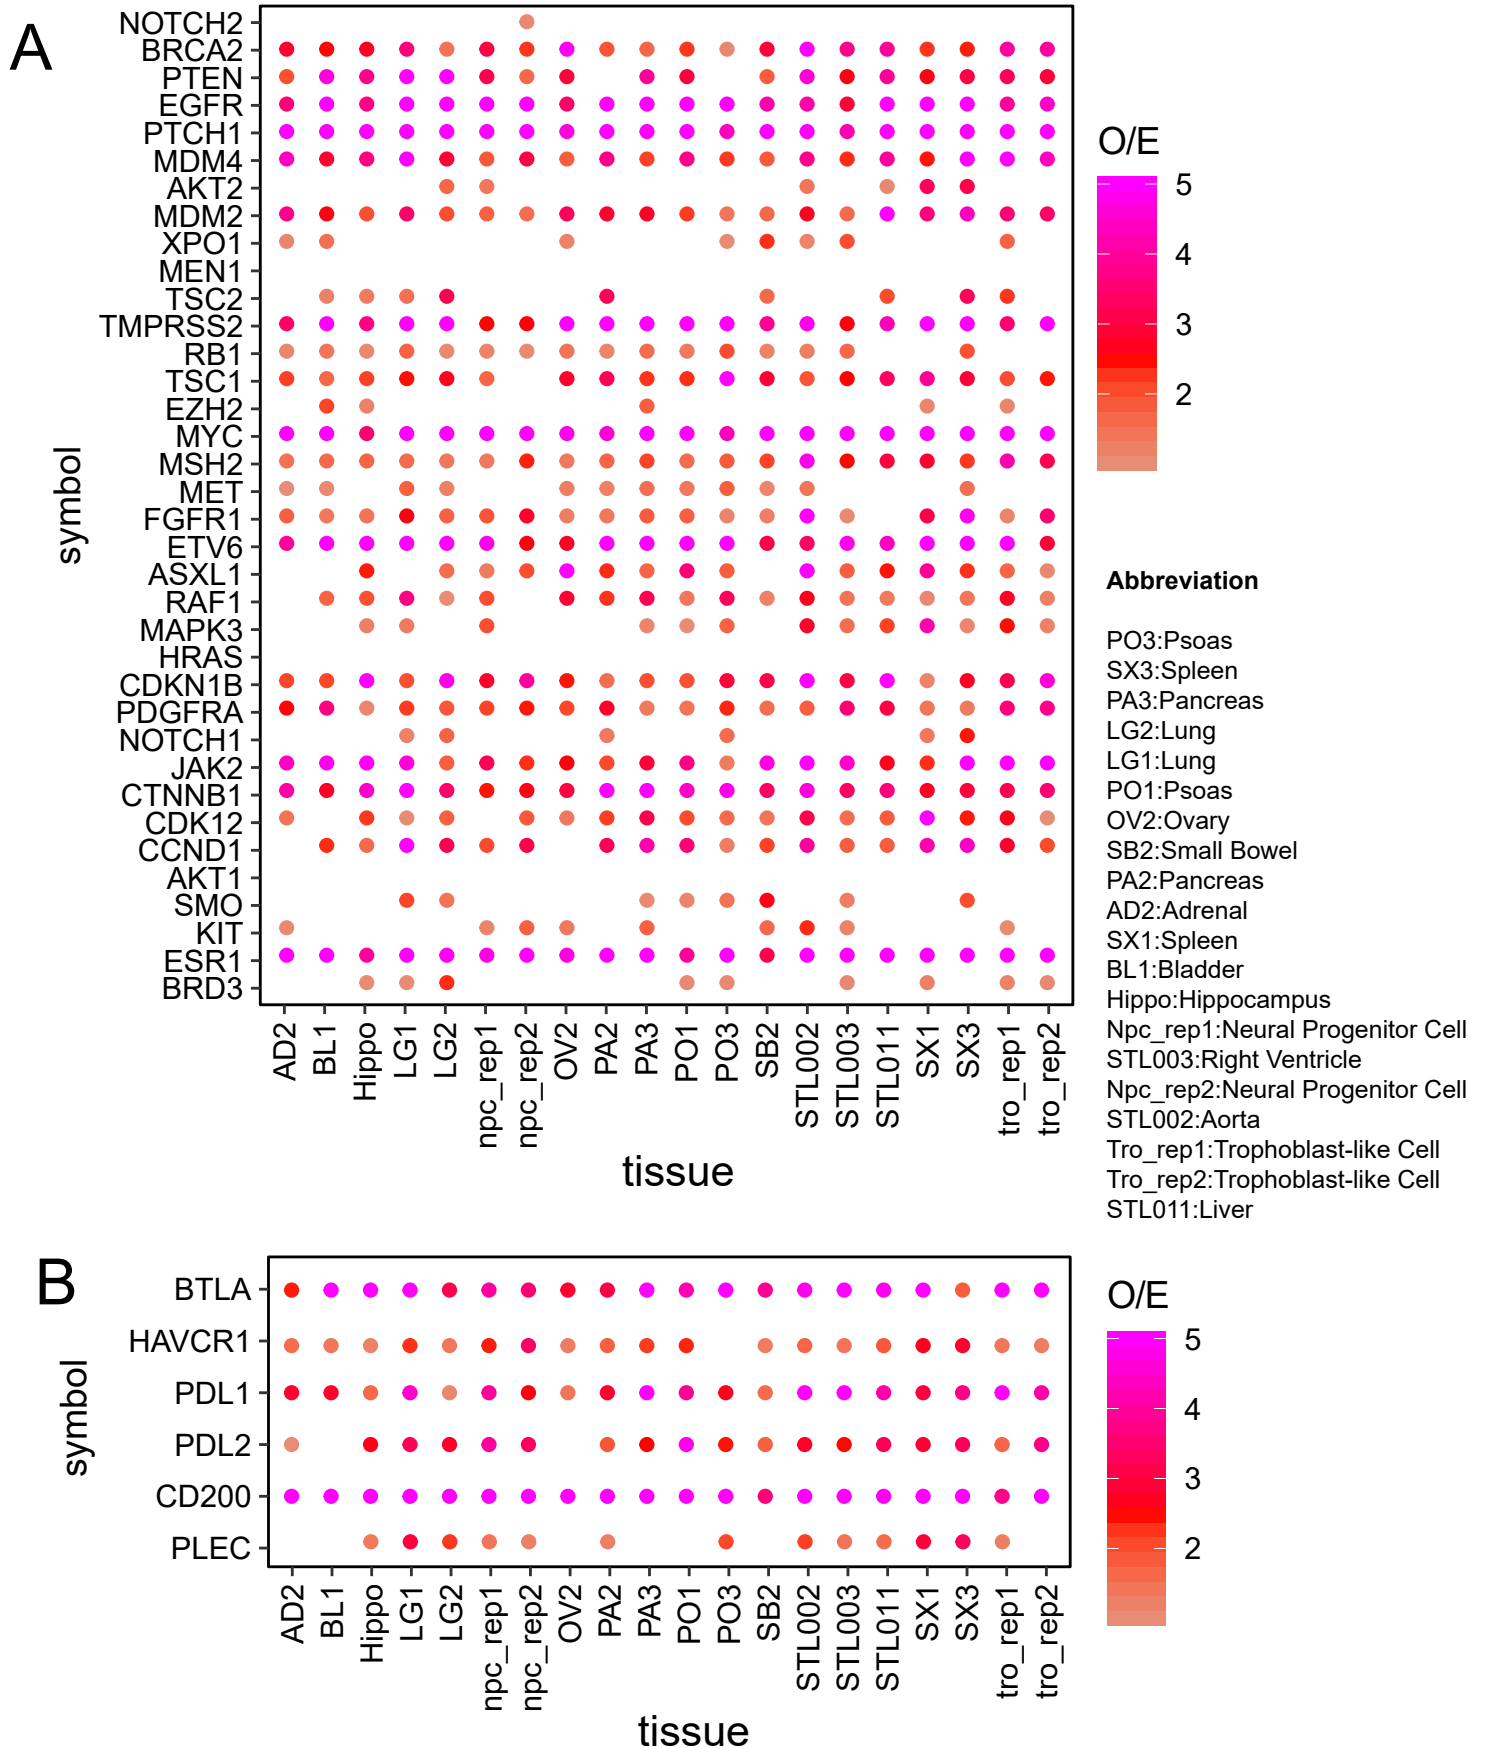 A
NOTCH2
BRCA2
PTEN
EGFR
PTCH1
MDM4
AKT2
MDM2
XPO1
MEN1
TSC2
TMPRSS2
RB1
TSC1
EZH2
MYC
MSH2
MET
FGFR1
ETV6
ASXL1
RAF1
MAPK3
HRAS
CDKN1B
PDGFRA
NOTCH1
JAK2
CTNNB1
CDK12
CCND1
AKT1
SMO
KIT
ESR1
BRD3
symbol
AD2
BL1
Hippo
LG1
LG2
npc_rep1
npc_rep2
OV2
PA2
PA3
PO1
PO3
SB2
STL002
STL003
STL011
SX1
SX3
tro_rep1
tro_rep2
tissue
O/E
5
4
3
2
Abbreviation
PO3:Psoas
SX3:Spleen
PA3:Pancreas
LG2:Lung
LG1:Lung
PO1:Psoas
OV2:Ovary
SB2:Small Bowel
PA2:Pancreas
AD2:Adrenal
SX1:Spleen
BL1:Bladder
Hippo:Hippocampus
Npc_rep1:Neural Progenitor Cell
STL003:Right Ventricle
Npc_rep2:Neural Progenitor Cell
STL002:Aorta
Tro_rep1:Trophoblast-like Cell
Tro_rep2:Trophoblast-like Cell
STL011:Liver
B
BTLA
HAVCR1
PDL1
PDL2
CD200
PLEC
symbol
AD2
BL1
Hippo
LG1
LG2
npc_rep1
npc_rep2
OV2
PA2
PA3
PO1
PO3
SB2
STL002
STL003
STL011
SX1
SX3
tro_rep1
tro_rep2
tissue
O/E
5
4
3
2